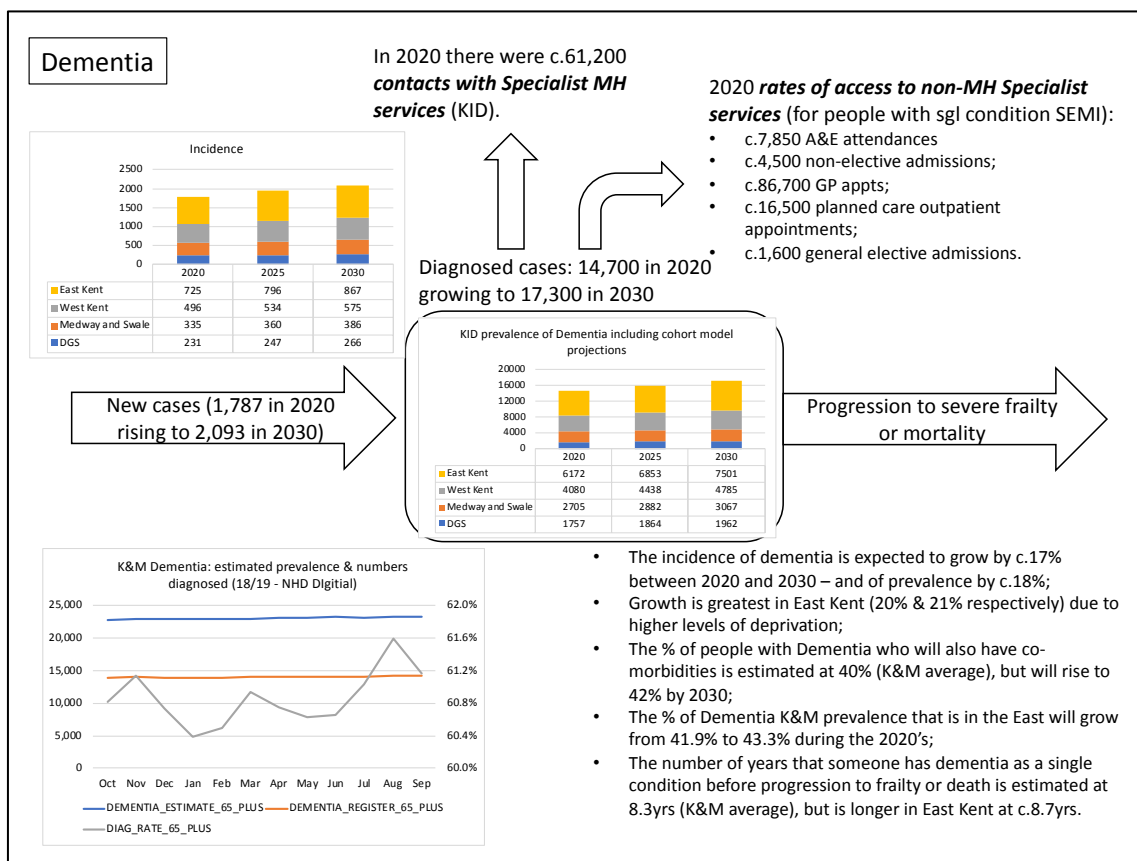 Dementia
In 2020 there were c.61,200
contacts with Specialist MH
services (KID).
2020 rates of access to non-MH Specialist
services (for people with sgl condition SEMI):
• c.7,850 A&E attendances
• c.4,500 non-elective admissions;
• c.86,700 GP appts;
• c.16,500 planned care outpatient
appointments;
• c.1,600 general elective admissions.
Incidence
2500
2000
1500
1000
500
0
2020 2025 2030
East Kent 725 796 867
West Kent 496 534 575
Medway and Swale 335 360 386
DGS 231 247 266
Diagnosed cases: 14,700 in 2020
growing to 17,300 in 2030
New cases (1,787 in 2020
rising to 2,093 in 2030)
KID prevalence of Dementia including cohort model
projections
20000
16000
12000
8000
4000
0
2020 2025 2030
East Kent 6172 6853 7501
West Kent 4080 4438 4785
Medway and Swale 2705 2882 3067
DGS 1757 1864 1962
Progression to severe frailty
or mortality
K&M Dementia: estimated prevalence & numbers
diagnosed (18/19 - NHD DIgitial)
25,000 62.0%
20,000 61.6%
15,000 61.2%
10,000 60.8%
5,000 60.4%
0 60.0%
Oct Nov Dec Jan Feb Mar Apr May Jun Jul Aug Sep
DEMENTIA_ESTIMATE_65_PLUS DEMENTIA_REGISTER_65_PLUS
DIAG_RATE_65_PLUS
• The incidence of dementia is expected to grow by c.17%
between 2020 and 2030 – and of prevalence by c.18%;
• Growth is greatest in East Kent (20% & 21% respectively) due to
higher levels of deprivation;
• The % of people with Dementia who will also have co-
morbidities is estimated at 40% (K&M average), but will rise to
42% by 2030;
• The % of Dementia K&M prevalence that is in the East will grow
from 41.9% to 43.3% during the 2020's;
• The number of years that someone has dementia as a single
condition before progression to frailty or death is estimated at
8.3yrs (K&M average), but is longer in East Kent at c.8.7yrs.